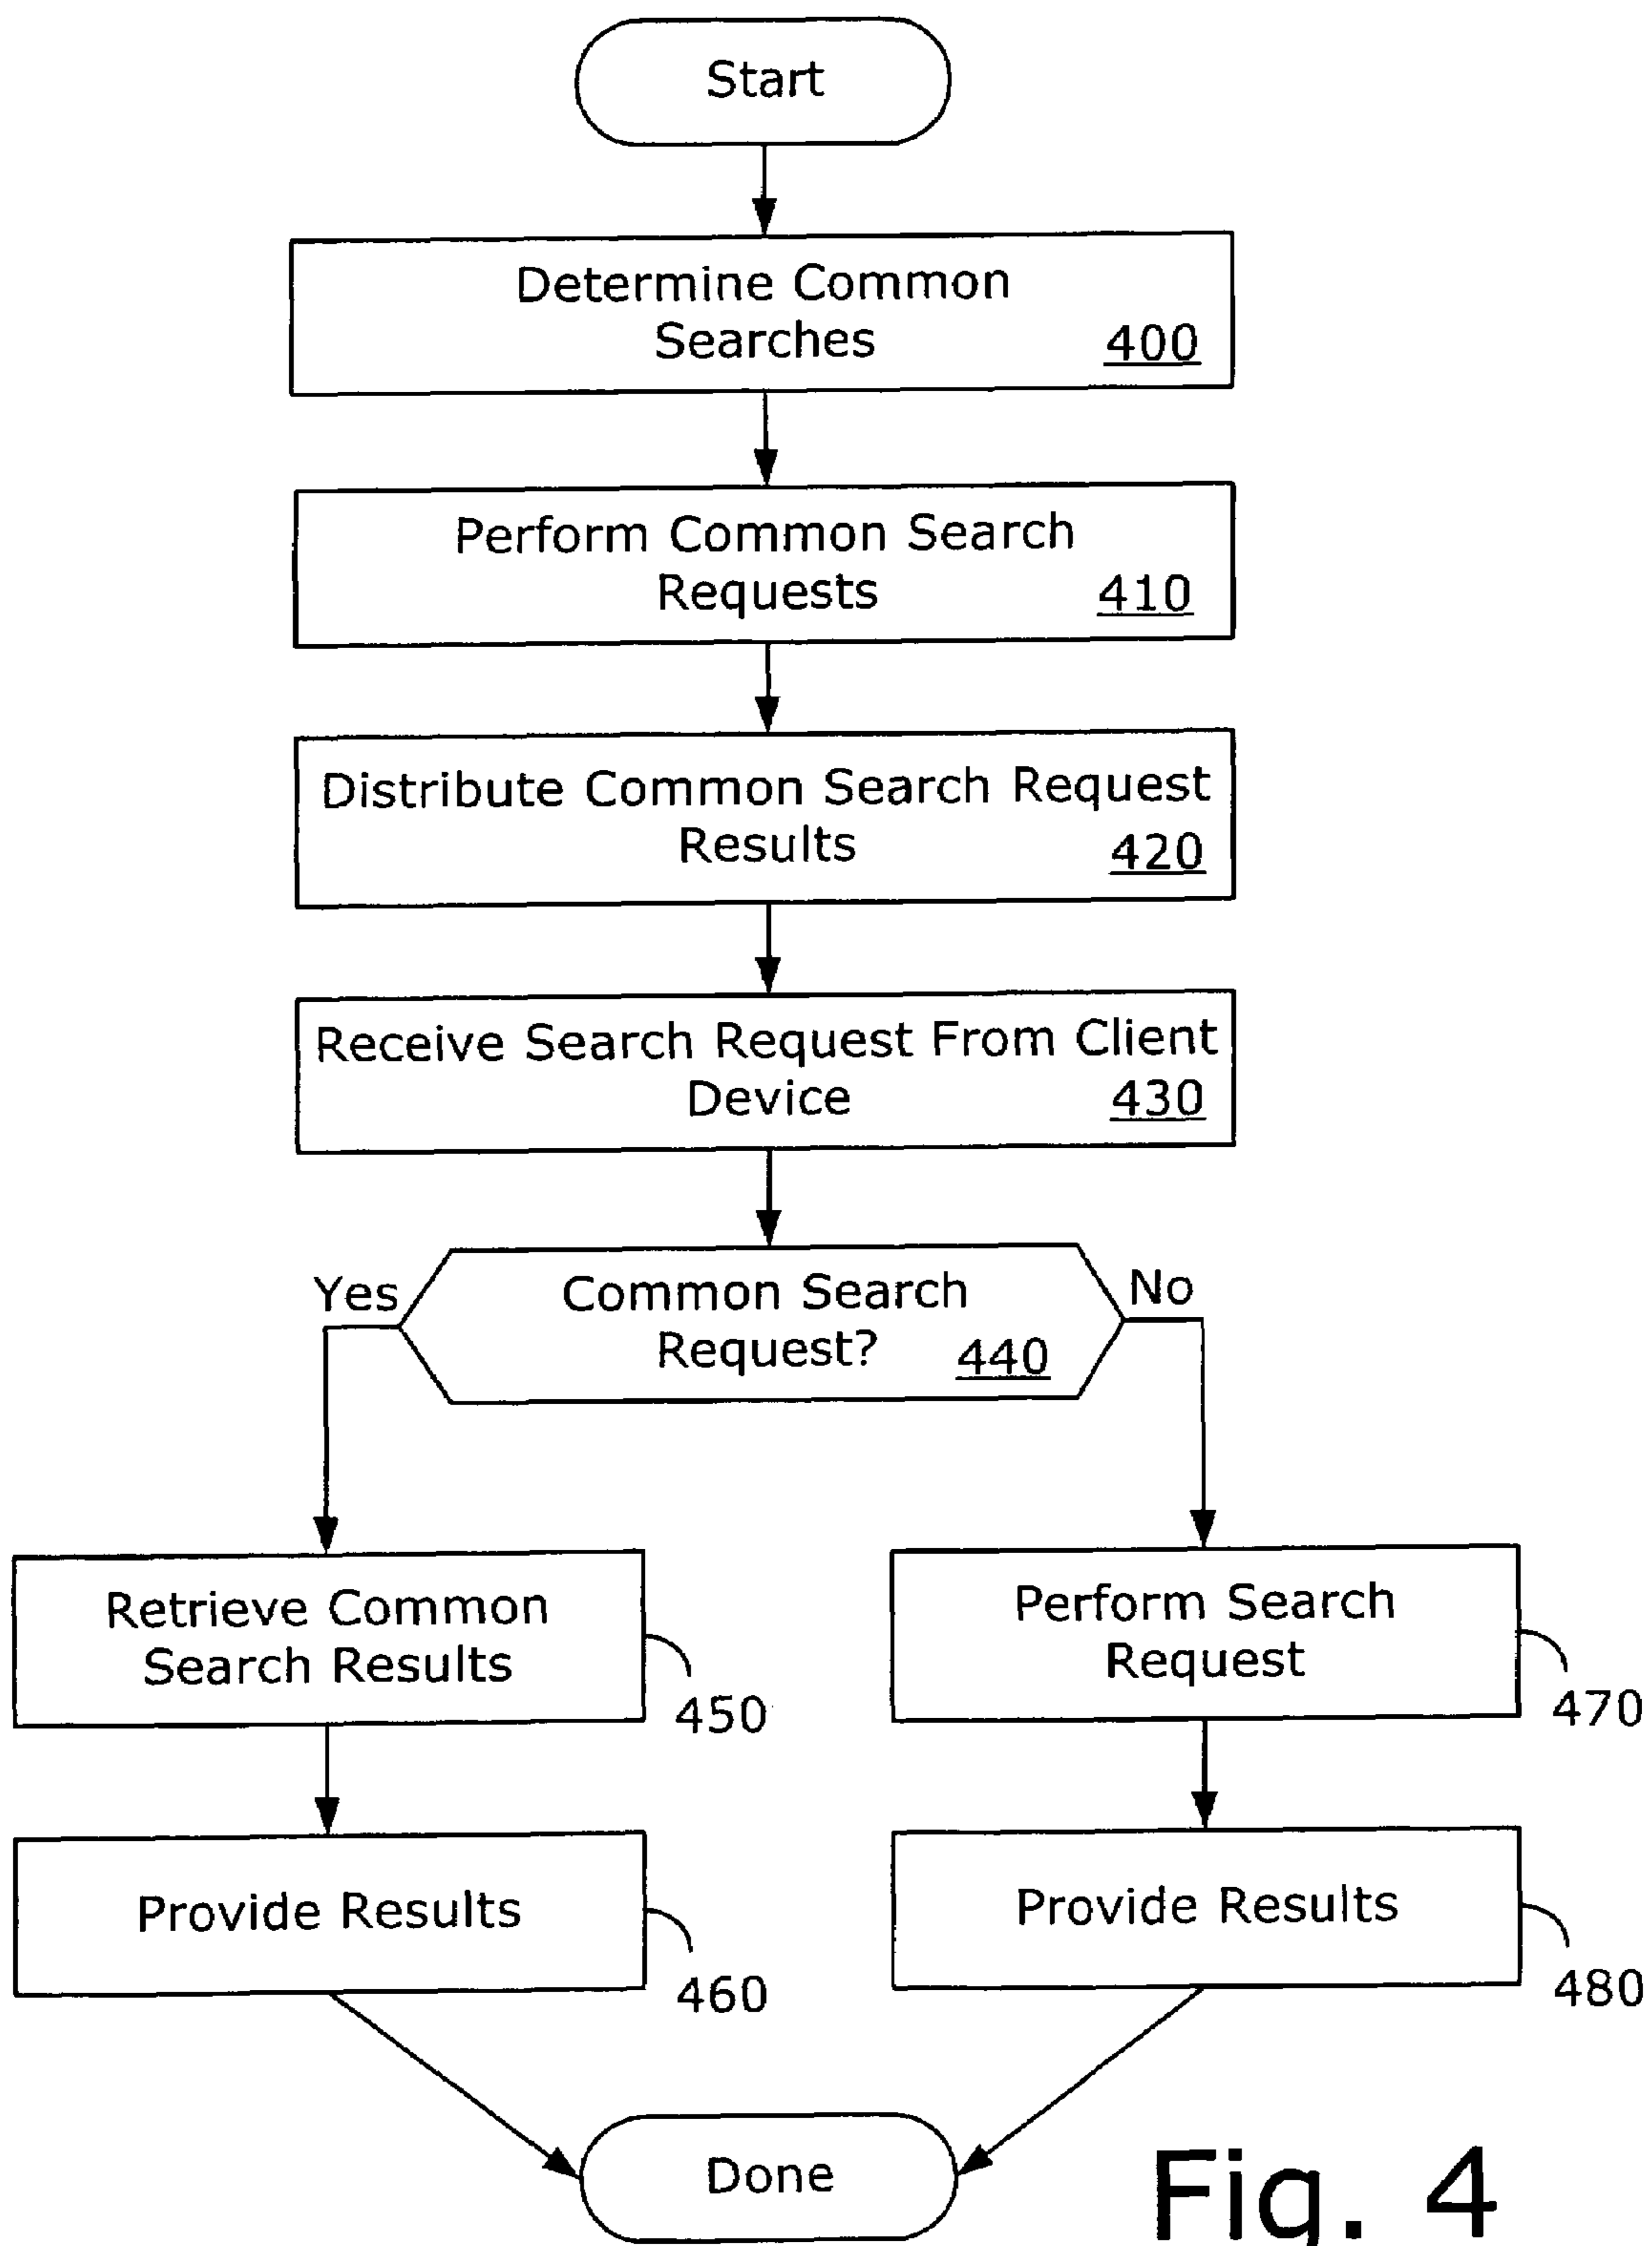 Start
Determine Common
Searches 400
Perform Common Search
Requests 410
Distribute Common Search Request
Results 420
Receive Search Request From Client
Device 430
Yes
Common Search
Request? 440
No
Retrieve Common
Search Results
450
Perform Search
Request
470
Provide Results
460
Provide Results
480
Done
Fig. 4